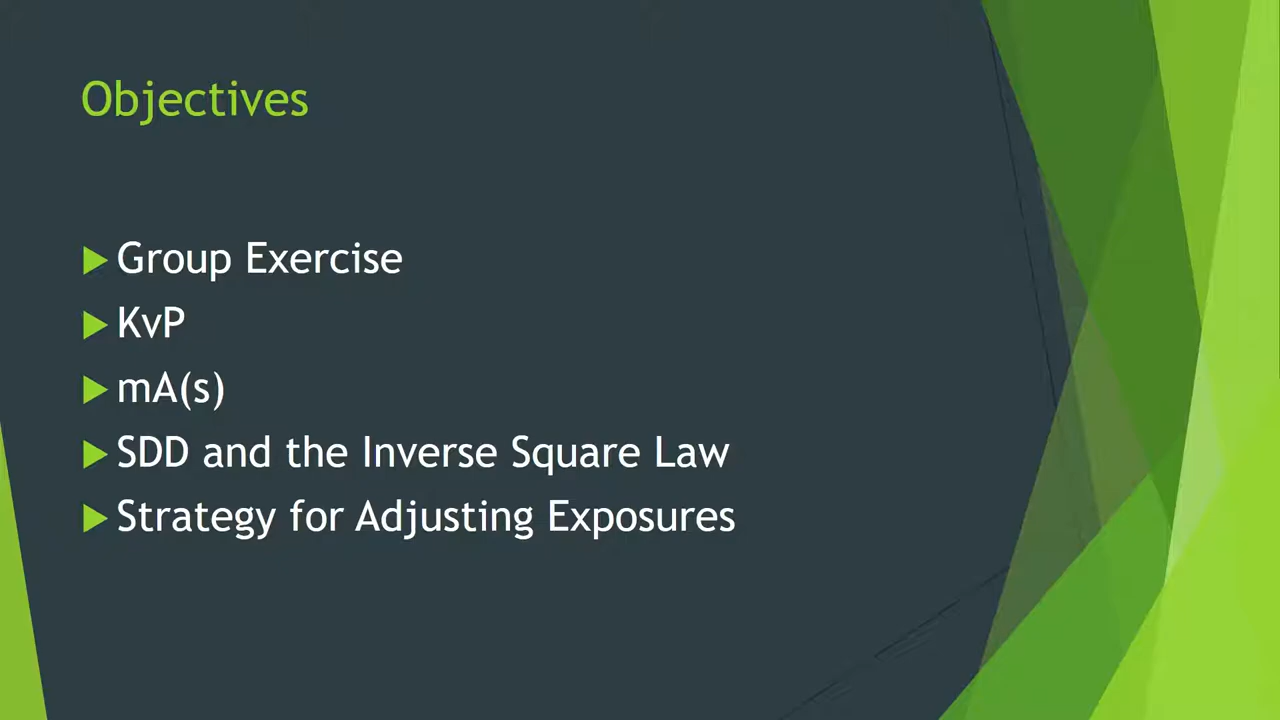 Objectives
Group Exercise
KvP
mA(s)
SDD and the Inverse Square Law
Strategy for Adjusting Exposures